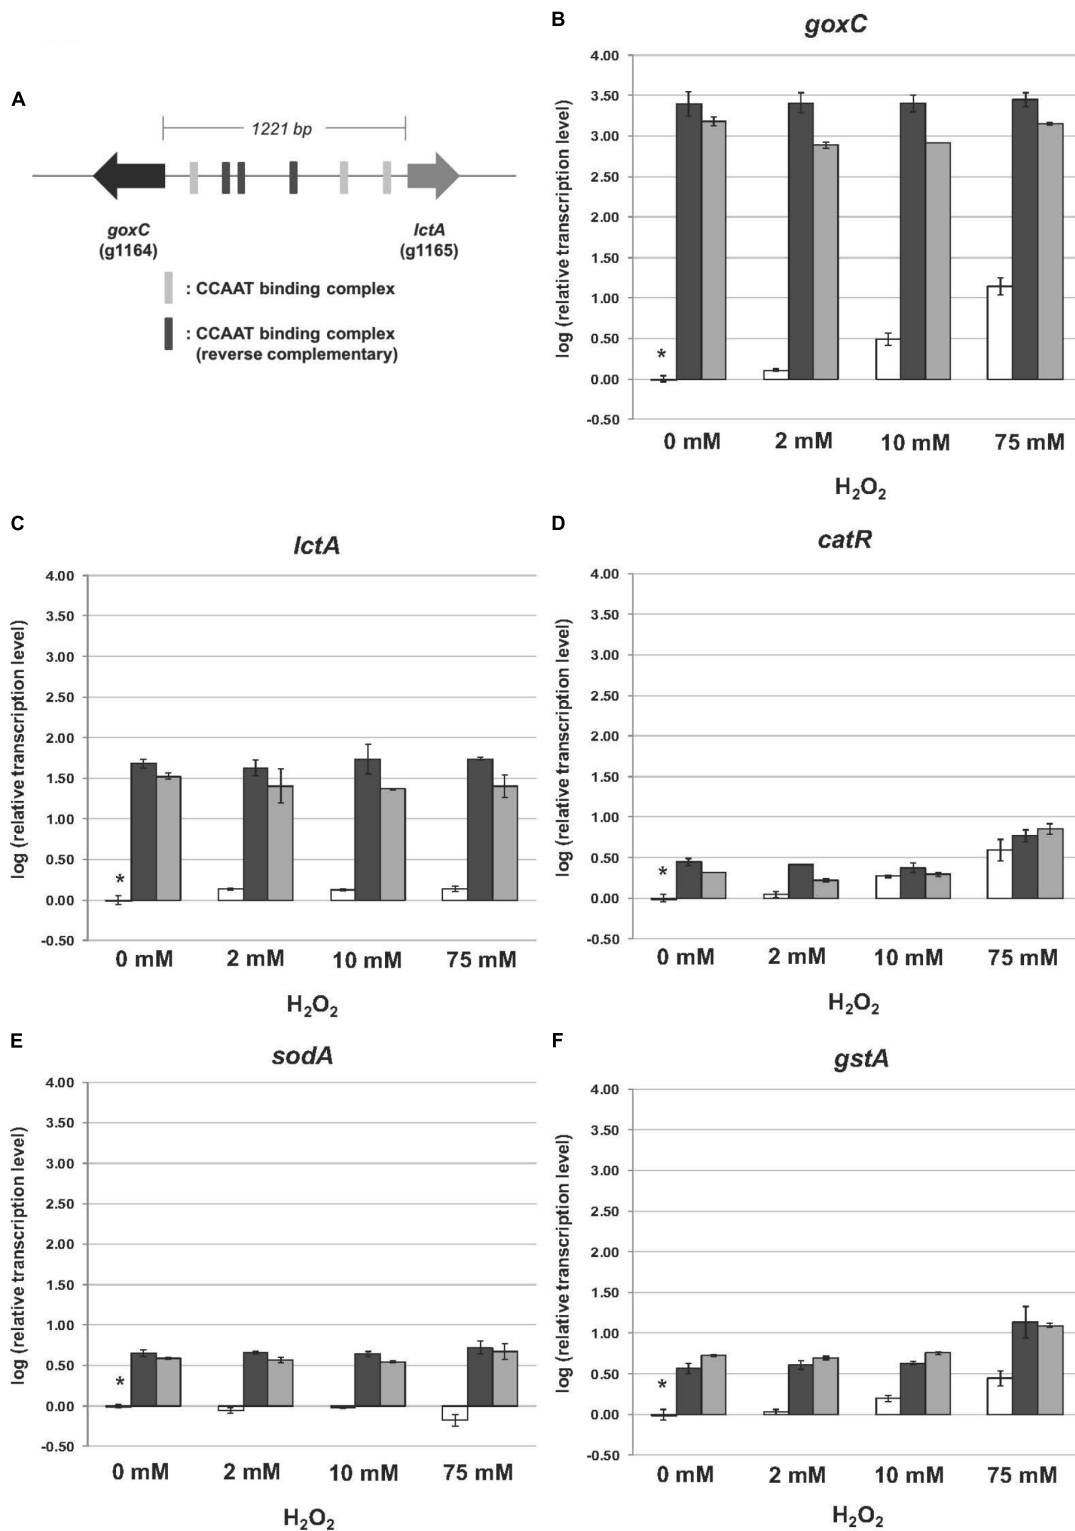 A
1221 bp
goxC
(g1164)
lctA
(g1165)
: CCAAT binding complex
: CCAAT binding complex
(reverse complementary)
B
goxC
log (relative transcription level)
4.00
3.50
3.00
2.50
2.00
1.50
1.00
0.50
0.00
-0.50
*
0 mM
2 mM
10 mM
75 mM
H2O2
C
lctA
log (relative transcription level)
4.00
3.50
3.00
2.50
2.00
1.50
1.00
0.50
0.00
-0.50
*
0 mM
2 mM
10 mM
75 mM
H2O2
D
catR
log (relative transcription level)
4.00
3.50
3.00
2.50
2.00
1.50
1.00
0.50
0.00
-0.50
*
0 mM
2 mM
10 mM
75 mM
H2O2
E
sodA
log (relative transcription level)
4.00
3.50
3.00
2.50
2.00
1.50
1.00
0.50
0.00
-0.50
*
0 mM
2 mM
10 mM
75 mM
H2O2
F
gstA
log (relative transcription level)
4.00
3.50
3.00
2.50
2.00
1.50
1.00
0.50
0.00
-0.50
*
0 mM
2 mM
10 mM
75 mM
H2O2